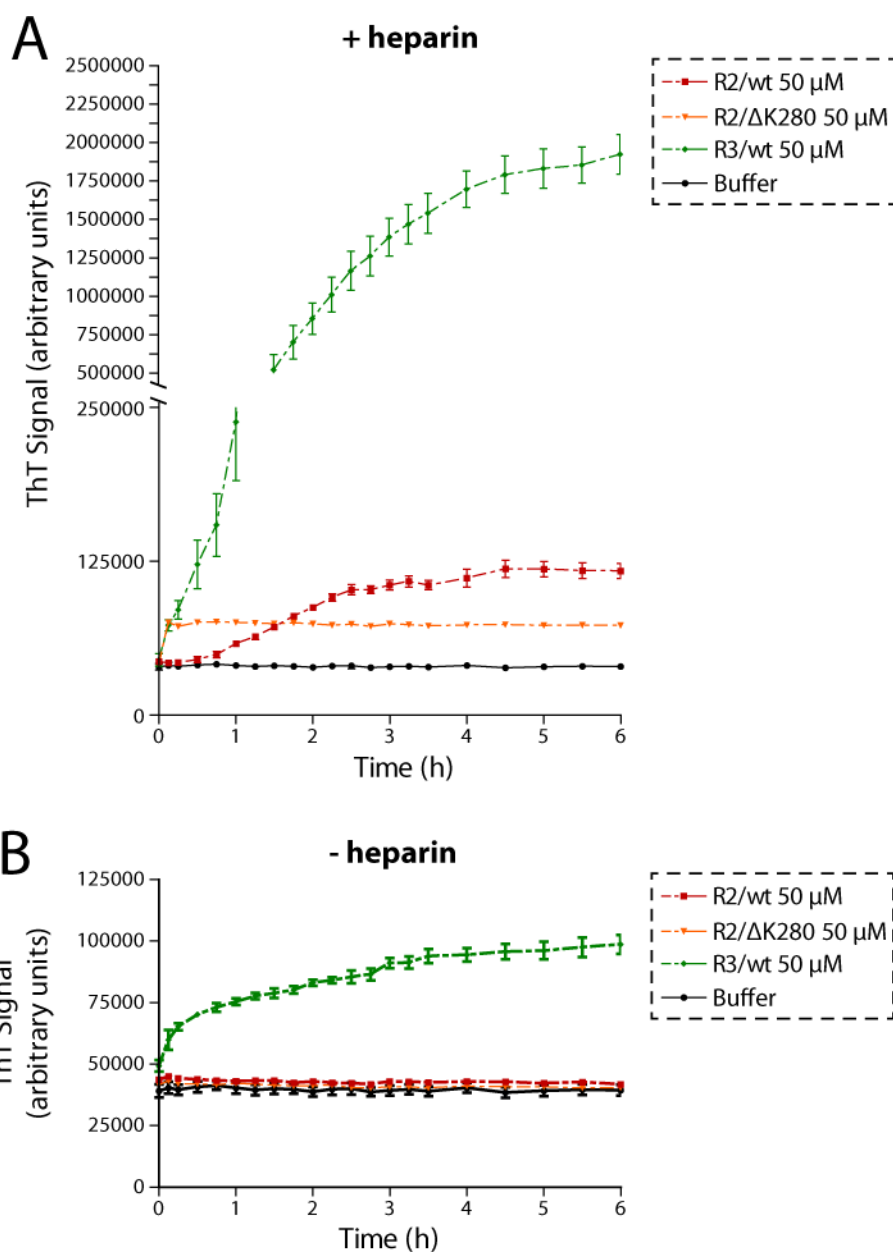 A
+ heparin
2500000
2250000
2000000
1750000
1500000
1250000
1000000
750000
500000
250000
125000
0
ThT Signal (arbitrary units)
0 1 2 3 4 5 6
Time (h)
R2/wt 50 μM
R2/ΔK280 50 μM
R3/wt 50 μM
Buffer
B
- heparin
125000
100000
75000
50000
25000
0
ThT Signal
(arbitrary units)
0 1 2 3 4 5 6
Time (h)
R2/wt 50 μM
R2/ΔK280 50 μM
R3/wt 50 μM
Buffer